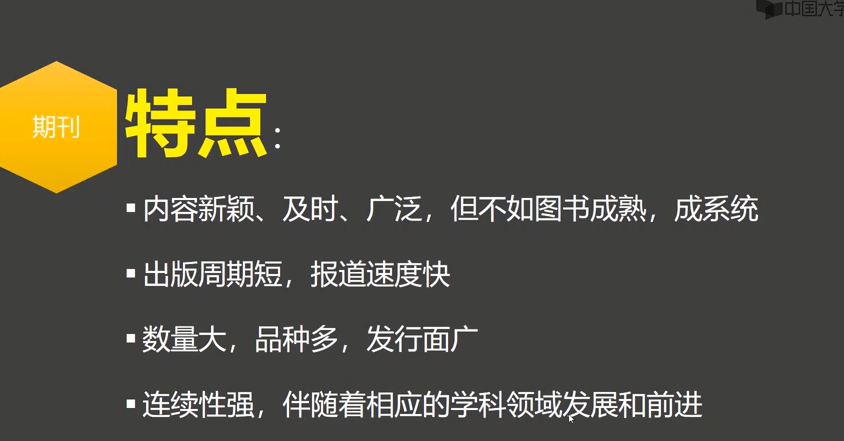 中国大学
期刊
特点:
▪ 内容新颖、及时、广泛，但不如图书成熟，成系统
▪ 出版周期短，报道速度快
▪ 数量大，品种多，发行面广
▪ 连续性强，伴随着相应的学科领域发展和前进